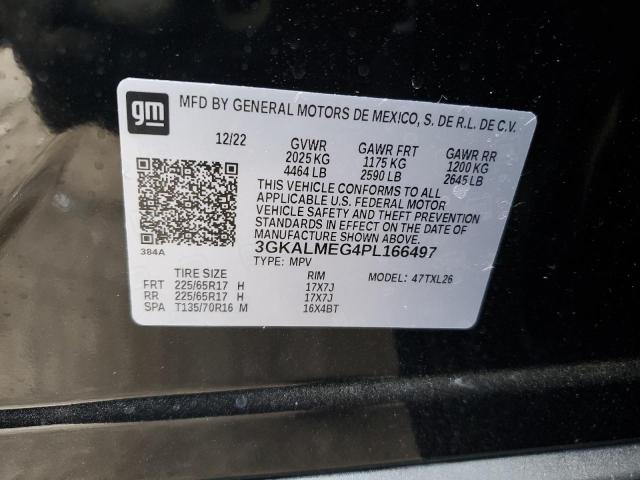 gm
MFD BY GENERAL MOTORS DE MEXICO, S. DE R.L. DE C.V.
12/22 GVWR GAWR FRT GAWR RR
2025 KG 1175 KG 1200 KG
4464 LB 2590 LB 2645 LB
THIS VEHICLE CONFORMS TO ALL
APPLICABLE U.S. FEDERAL MOTOR
VEHICLE SAFETY AND THEFT PREVENTION
STANDARDS IN EFFECT ON THE DATE OF
MANUFACTURE SHOWN ABOVE.
384A 3GKALMEG4PL166497
TYPE: MPV MODEL: 47TXL26
TIRE SIZE RIM
FRT 225/65R17 H 17X7J
RR 225/65R17 H 17X7J
SPA T135/70R16 M 16X4BT